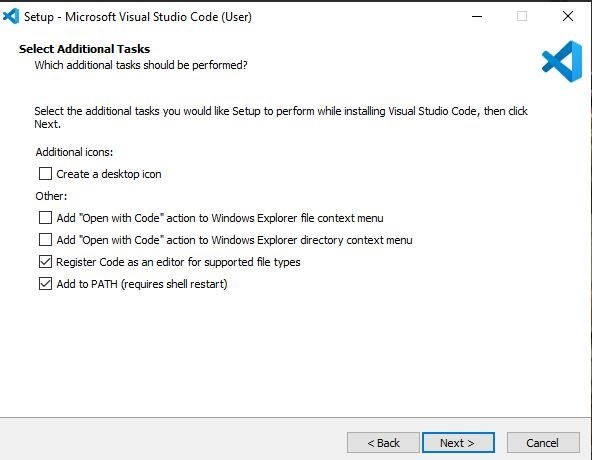 Setup - Microsoft Visual Studio Code (User)
Select Additional Tasks
Which additional tasks should be performed?
Select the additional tasks you would like Setup to perform while installing Visual Studio Code, then click
Next.
Additional icons:
Create a desktop icon
Other:
Add "Open with Code" action to Windows Explorer file context menu
Add "Open with Code" action to Windows Explorer directory context menu
Register Code as an editor for supported file types
Add to PATH (requires shell restart)
< Back Next > Cancel